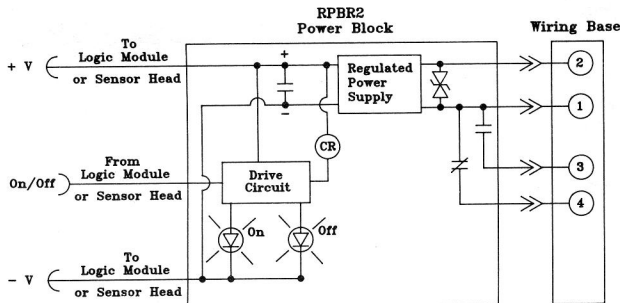 RPBR2
Power Block
Wiring Base
+ V
To
Logic Module
or Sensor Head
+
-
Regulated
Power
Supply
2
1
CR
On/Off
From
Logic Module
or Sensor Head
Drive
Circuit
3
4
On
Off
- V
To
Logic Module
or Sensor Head